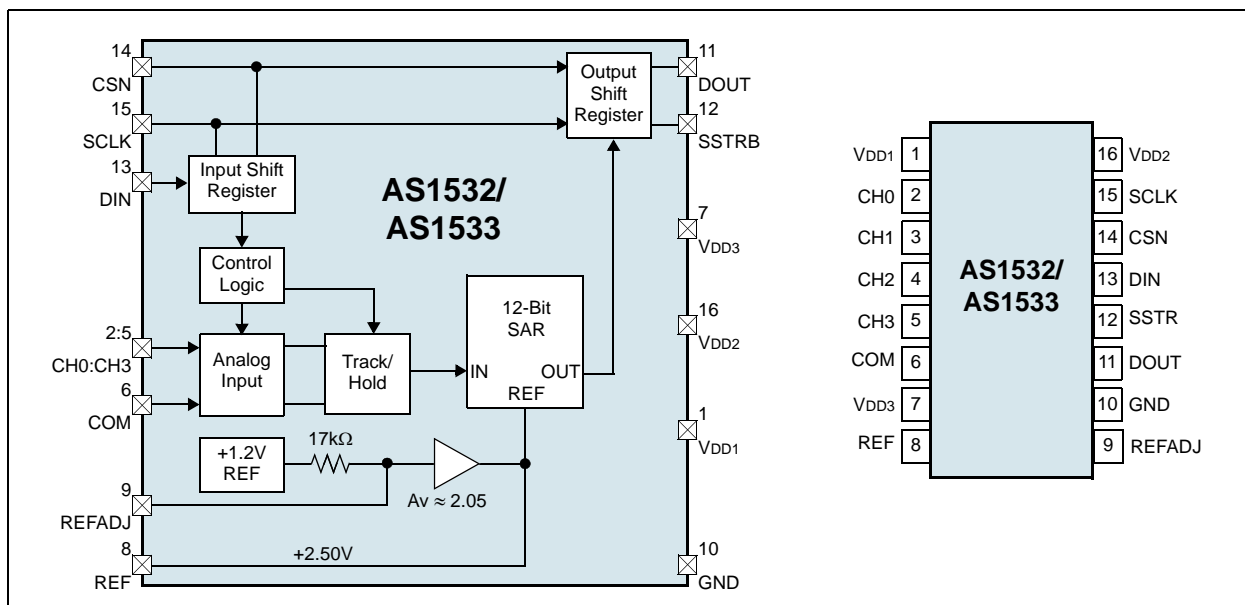 14
CSN
15
SCLK
13
DIN
Input Shift
Register
Output
Shift
Register
11
DOUT
12
SSTRB
AS1532/
AS1533
7
VDD3
Control
Logic
12-Bit
SAR
IN
OUT
REF
16
VDD2
2:5
CH0:CH3
6
COM
Analog
Input
Track/
Hold
1
VDD1
+1.2V
REF
17kΩ
Av ≈ 2.05
9
REFADJ
8
REF
+2.50V
10
GND
VDD1 1
CH0 2
CH1 3
CH2 4
CH3 5
COM 6
VDD3 7
REF 8
AS1532/
AS1533
16 VDD2
15 SCLK
14 CSN
13 DIN
12 SSTR
11 DOUT
10 GND
9 REFADJ